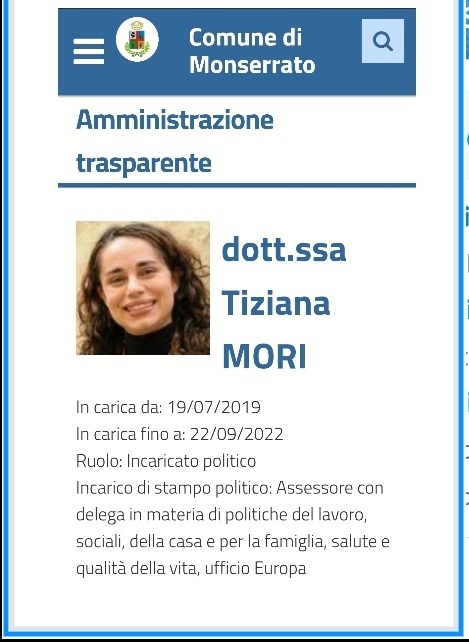 Comune di
Monserrato
Amministrazione
trasparente
dott.ssa
Tiziana
MORI
In carica da: 19/07/2019
In carica fino a: 22/09/2022
Ruolo: Incaricato politico
Incarico di stampo politico: Assessore con
delega in materia di politiche del lavoro,
sociali, della casa e per la famiglia, salute e
qualità della vita, ufficio Europa